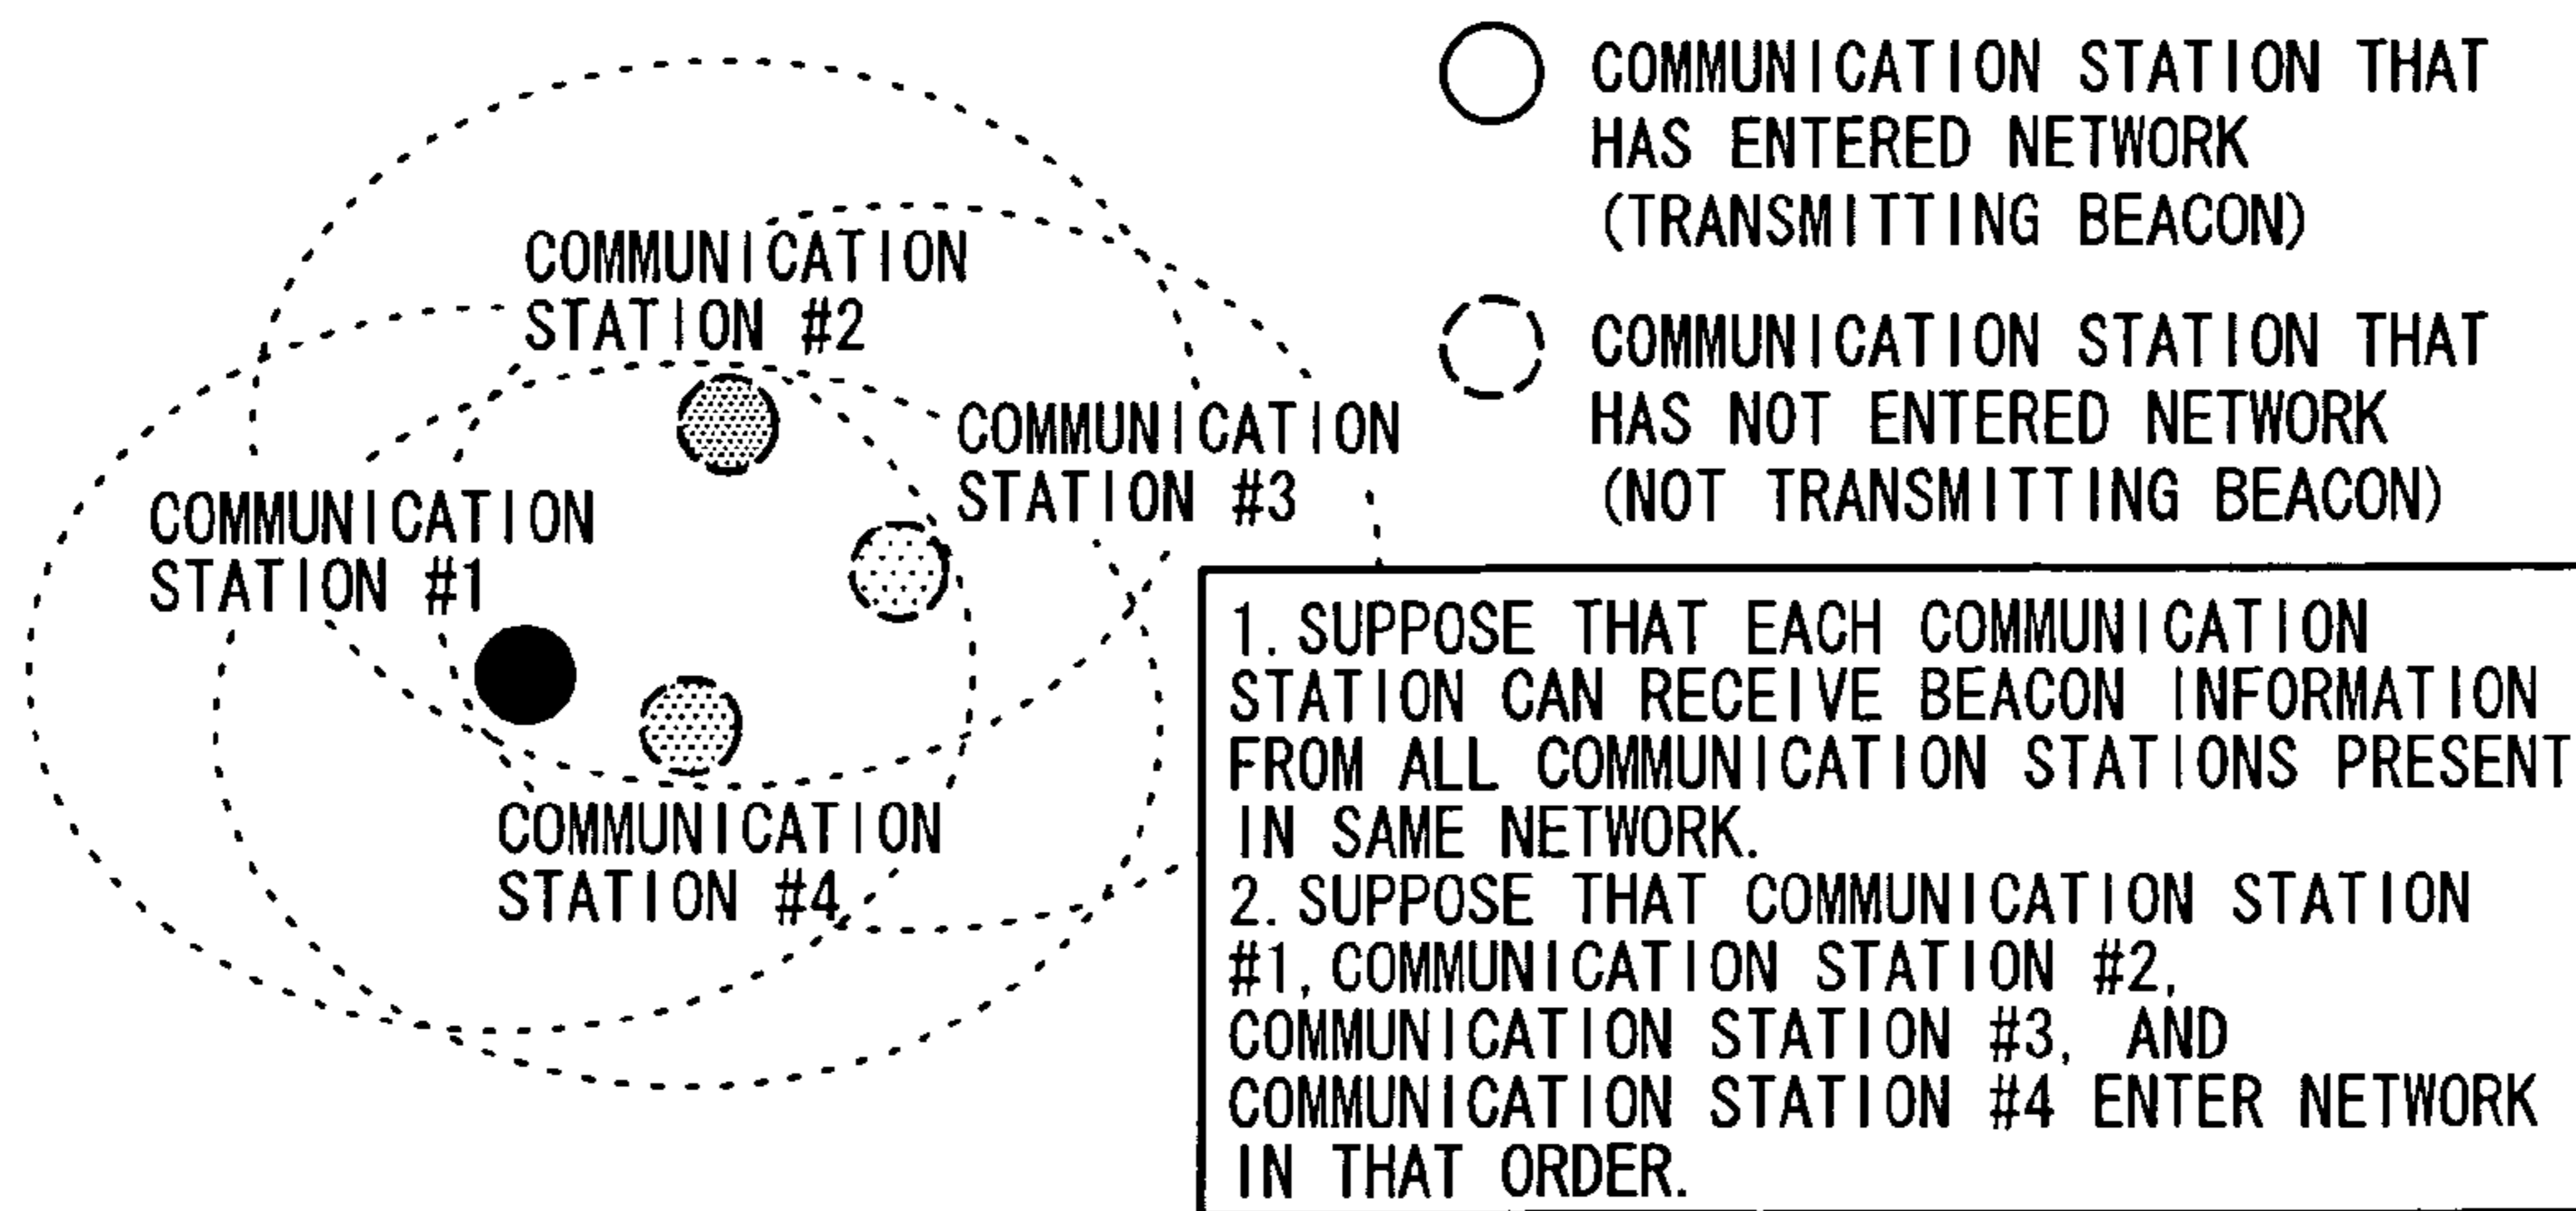 COMMUNICATION
STATION #2
COMMUNICATION
STATION #3
COMMUNICATION
STATION #1
COMMUNICATION
STATION #4
COMMUNICATION STATION THAT
HAS ENTERED NETWORK
(TRANSMITTING BEACON)
COMMUNICATION STATION THAT
HAS NOT ENTERED NETWORK
(NOT TRANSMITTING BEACON)
1. SUPPOSE THAT EACH COMMUNICATION
STATION CAN RECEIVE BEACON INFORMATION
FROM ALL COMMUNICATION STATIONS PRESENT
IN SAME NETWORK.
2. SUPPOSE THAT COMMUNICATION STATION
#1, COMMUNICATION STATION #2,
COMMUNICATION STATION #3, AND
COMMUNICATION STATION #4 ENTER NETWORK
IN THAT ORDER.